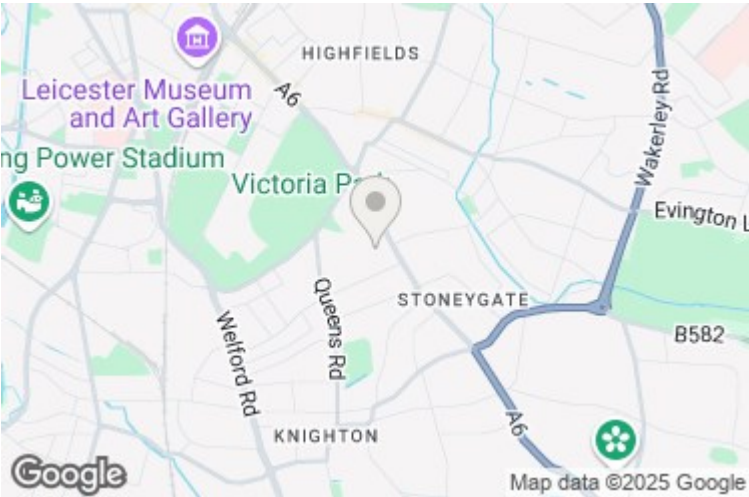 HIGHFIELDS
A6
Leicester Museum
and Art Gallery
Wakerley Rd
ng Power Stadium
Victoria P
Evington L
STONEYGATE
Queens Rd
Welford Rd
B582
KNIGHTON
A6
Google
Map data ©2025 Google